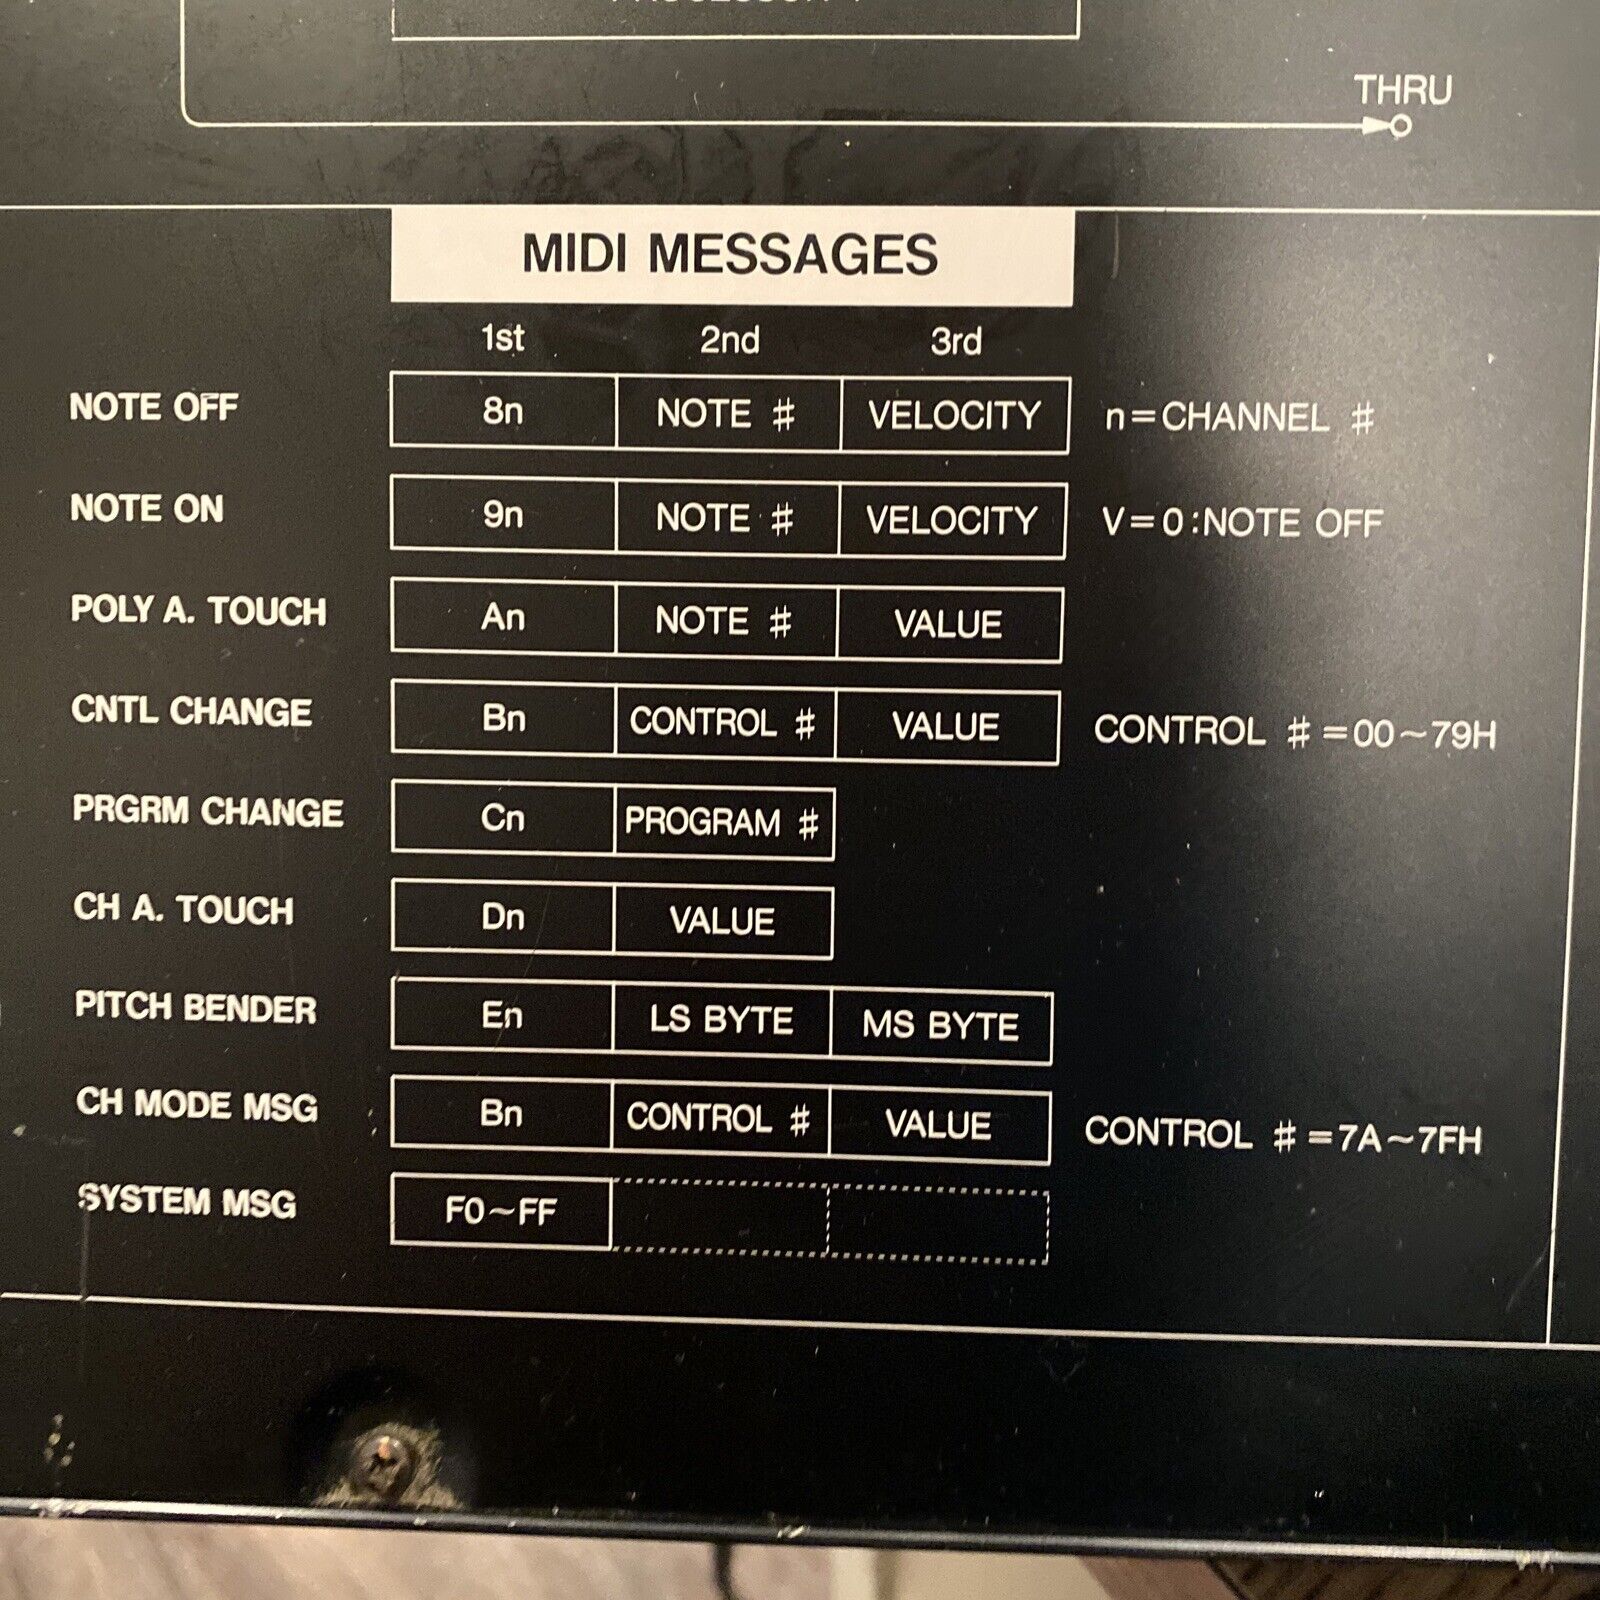 THRU
MIDI MESSAGES
1st 2nd 3rd
NOTE OFF 8n NOTE # VELOCITY n=CHANNEL #
NOTE ON 9n NOTE # VELOCITY V=0:NOTE OFF
POLY A. TOUCH An NOTE # VALUE
CNTL CHANGE Bn CONTROL # VALUE CONTROL #=00~79H
PRGRM CHANGE Cn PROGRAM #
CH A. TOUCH Dn VALUE
PITCH BENDER En LS BYTE MS BYTE
CH MODE MSG Bn CONTROL # VALUE CONTROL #=7A~7FH
SYSTEM MSG F0~FF